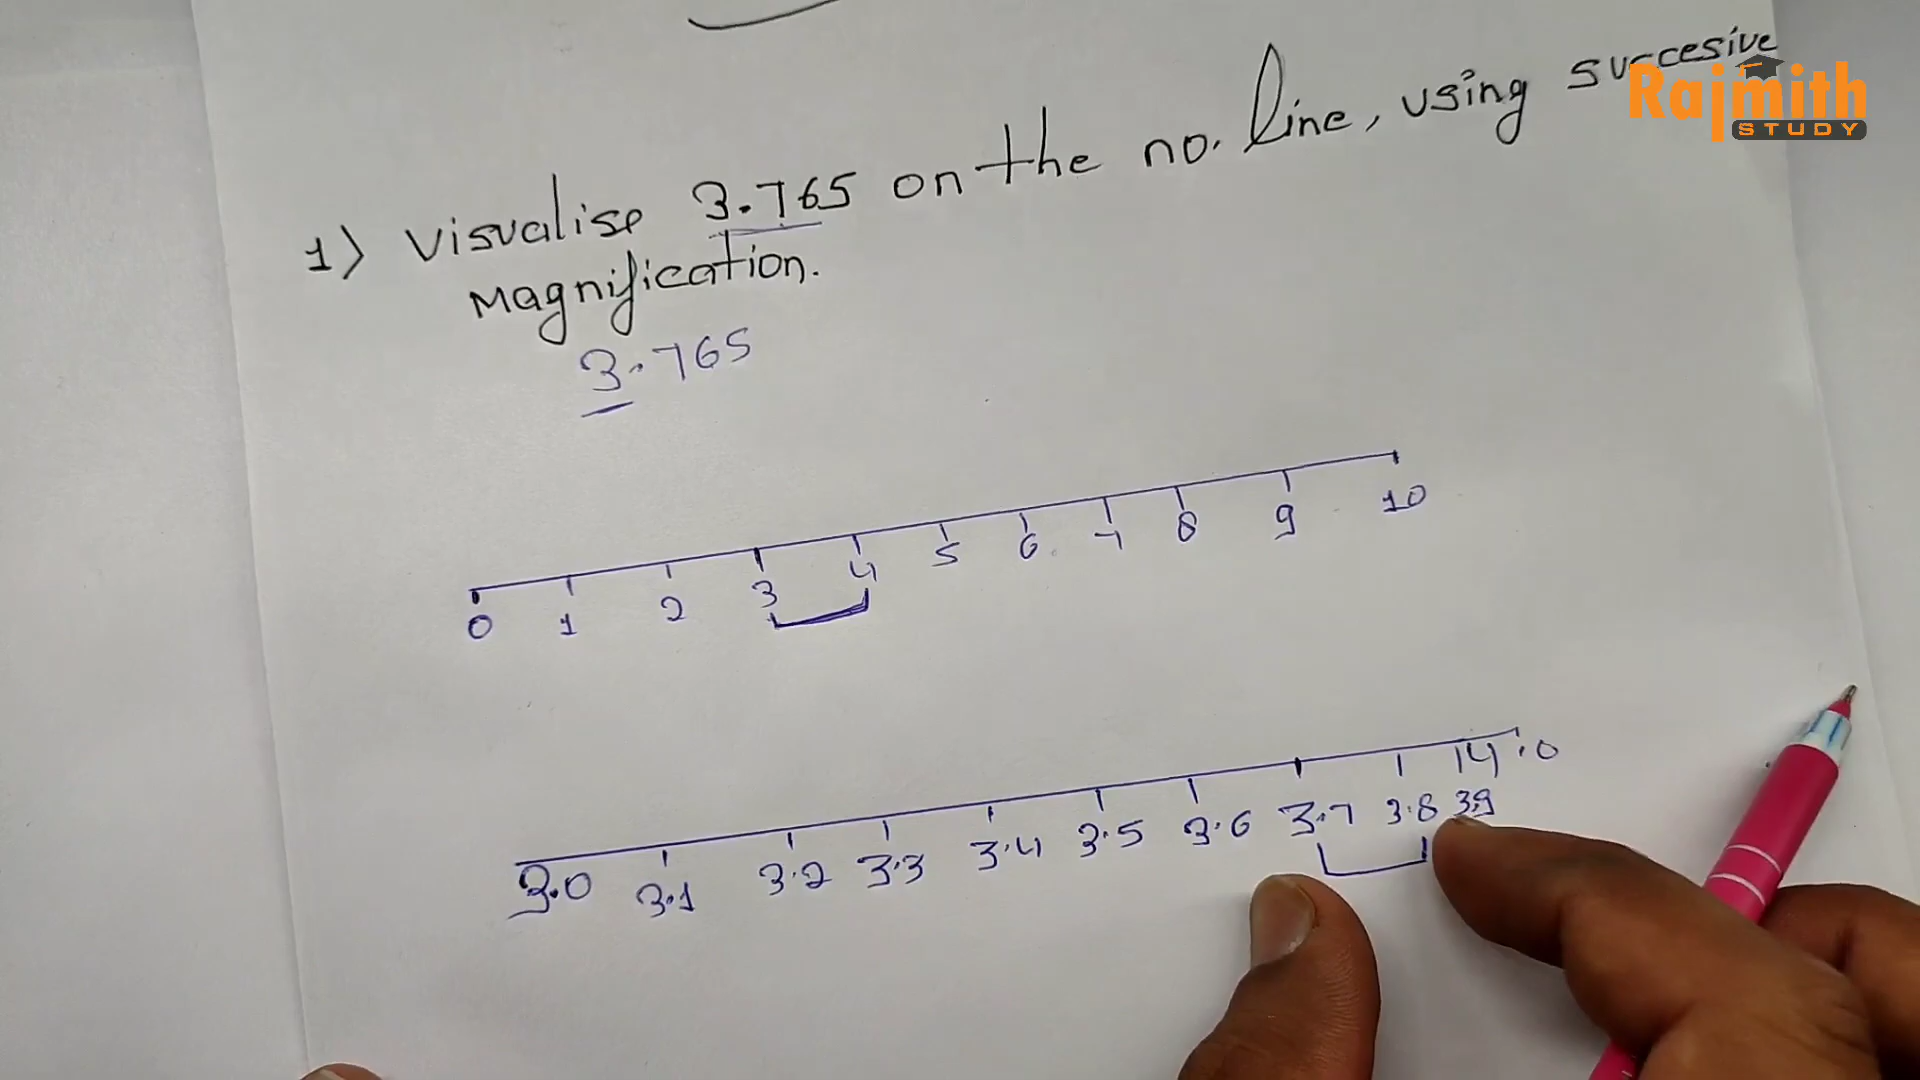 Rajmith
STUDY
1) Visualise 3.765 on the no. line, using succesive
Magnification.
3.765
0 1 2 3 4 5 6 7 8 9 10
3.0 3.1 3.2 3.3 3.4 3.5 3.6 3.7 3.8 3.9 4.0